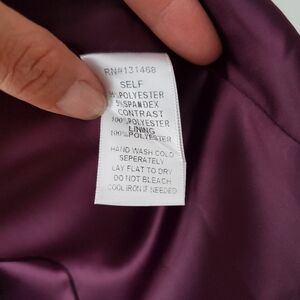 RN#131468
SELF
POLYESTER
5%SPANDEX
CONTRAST
100%POLYESTER
LINING
100%POLYESTER
HAND WASH COLD
SEPERATELY
LAY FLAT TO DRY
DO NOT BLEACH
COOL IRON IF NEEDED